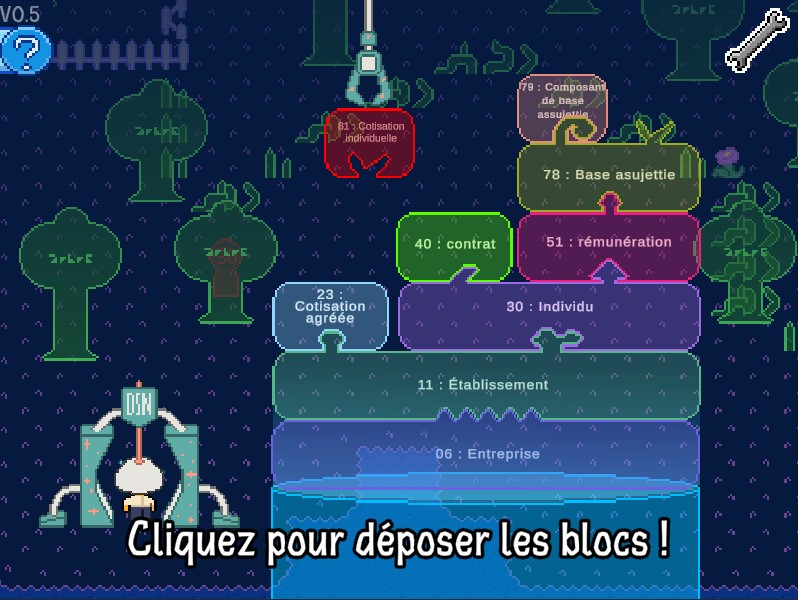 V0.5
?
79 : Composant
de base
assujettie
81 : Cotisation
individuelle
78 : Base asujettie
40 : contrat
51 : rémunération
23 :
Cotisation
agréée
30 : Individu
11 : Établissement
DSN
06 : Entreprise
Cliquez pour déposer les blocs !